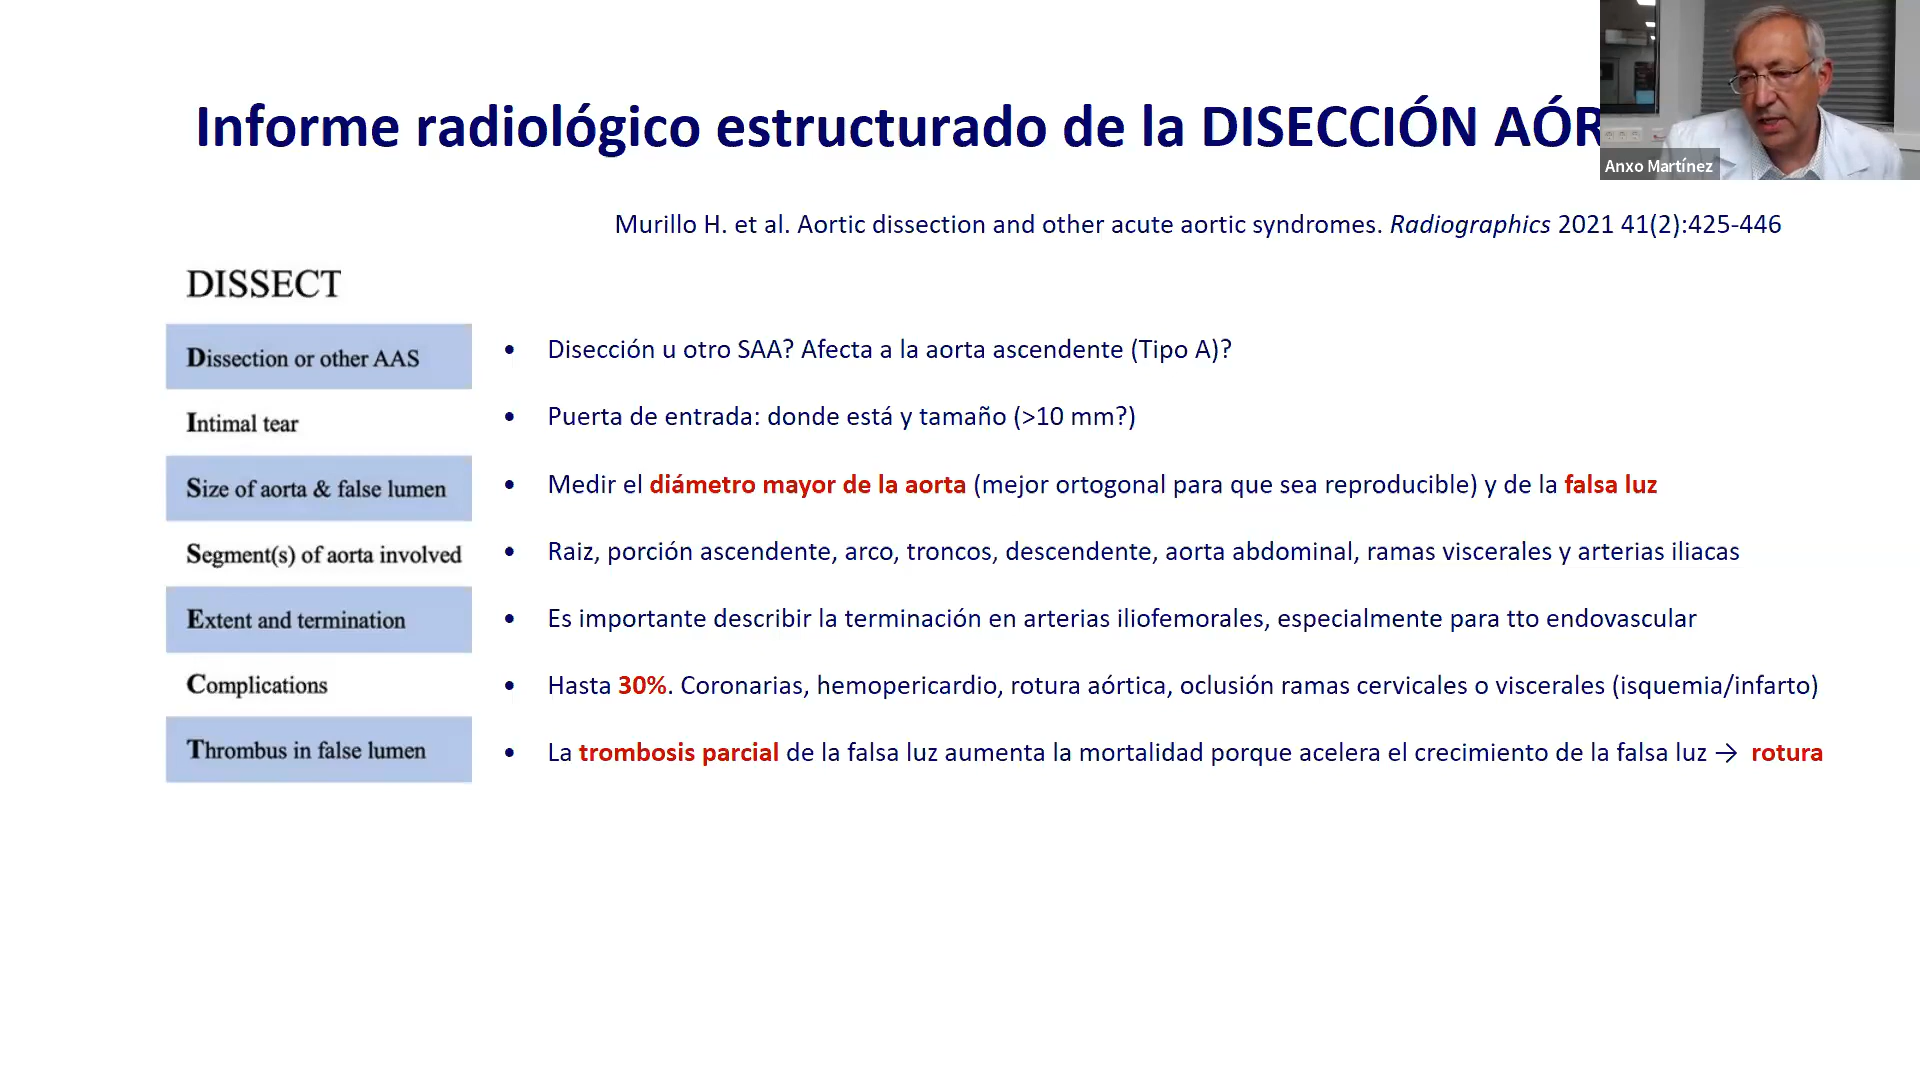 Informe radiológico estructurado de la DISECCIÓN AÓR
Anxo Martínez
Murillo H. et al. Aortic dissection and other acute aortic syndromes. Radiographics 2021 41(2):425-446
DISSECT
Dissection or other AAS
• Disección u otro SAA? Afecta a la aorta ascendente (Tipo A)?
Intimal tear
• Puerta de entrada: donde está y tamaño (>10 mm?)
Size of aorta & false lumen
• Medir el diámetro mayor de la aorta (mejor ortogonal para que sea reproducible) y de la falsa luz
Segment(s) of aorta involved
• Raiz, porción ascendente, arco, troncos, descendente, aorta abdominal, ramas viscerales y arterias iliacas
Extent and termination
• Es importante describir la terminación en arterias iliofemorales, especialmente para tto endovascular
Complications
• Hasta 30%. Coronarias, hemopericardio, rotura aórtica, oclusión ramas cervicales o viscerales (isquemia/infarto)
Thrombus in false lumen
• La trombosis parcial de la falsa luz aumenta la mortalidad porque acelera el crecimiento de la falsa luz → rotura